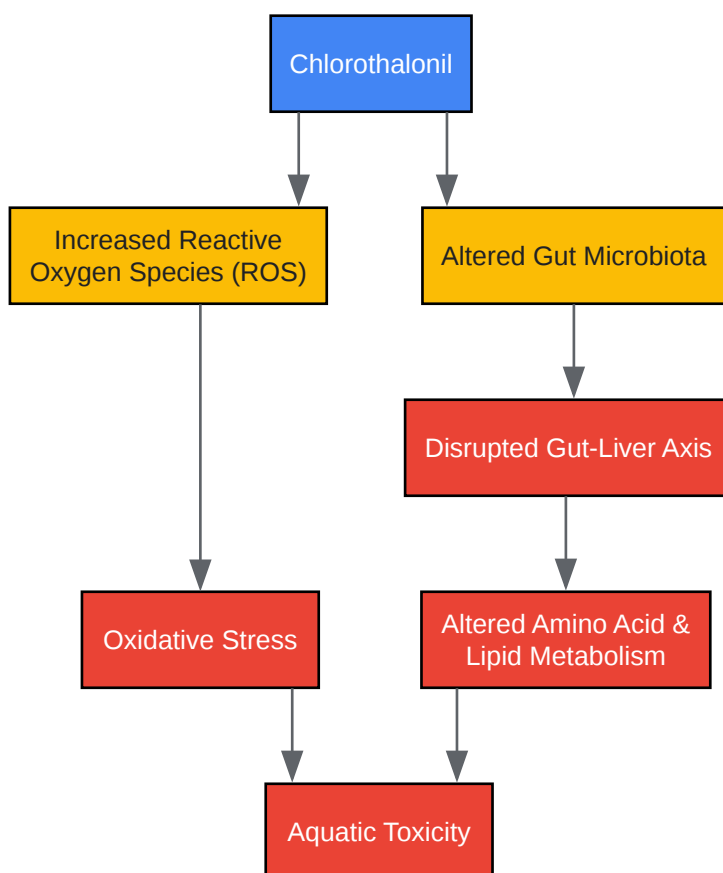 Chlorothalonil
Increased Reactive
Oxygen Species (ROS)
Altered Gut Microbiota
Disrupted Gut-Liver Axis
Oxidative Stress
Altered Amino Acid &
Lipid Metabolism
Aquatic Toxicity